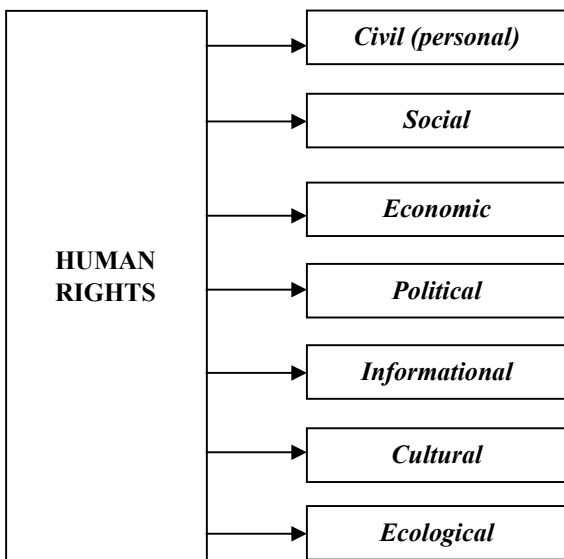 HUMAN
RIGHTS
Civil (personal)
Social
Economic
Political
Informational
Cultural
Ecological